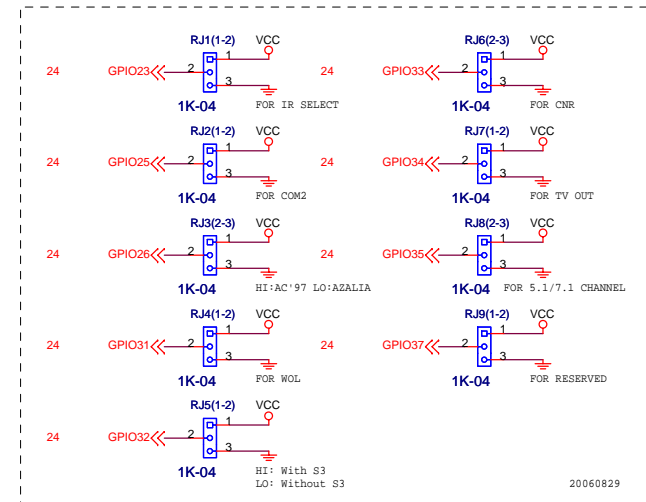 RJ1(1-2) VCC
1
24 GPIO23 2
3
1K-04 FOR IR SELECT
RJ6(2-3) VCC
1
24 GPIO33 2
3
1K-04 FOR CNR
RJ2(1-2) VCC
1
24 GPIO25 2
3
1K-04 FOR COM2
RJ7(1-2) VCC
1
24 GPIO34 2
3
1K-04 FOR TV OUT
RJ3(2-3) VCC
1
24 GPIO26 2
3
1K-04 HI:AC'97 LO:AZALIA
RJ8(2-3) VCC
1
24 GPIO35 2
3
1K-04 FOR 5.1/7.1 CHANNEL
RJ4(1-2) VCC
1
24 GPIO31 2
3
1K-04 FOR WOL
RJ9(1-2) VCC
1
24 GPIO37 2
3
1K-04 FOR RESERVED
RJ5(1-2) VCC
1
24 GPIO32 2
3
1K-04 HI: With S3
LO: Without S3
20060829